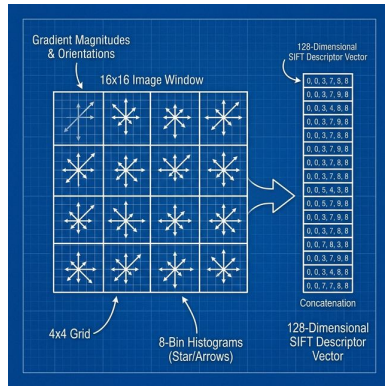 Gradient Magnitudes
& Orientations
16x16 Image Window
128-Dimensional
SIFT Descriptor Vector
0, 0, 3, 7, 8, 8
0, 0, 3, 7, 9, 8
0, 0, 3, 4, 8, 8
0, 0, 3, 7, 9, 8
0, 0, 3, 7, 8, 8
0, 0, 3, 7, 9, 8
0, 0, 3, 7, 8, 8
0, 0, 3, 7, 8, 8
0, 0, 5, 4, 3, 8
0, 0, 5, 7, 9, 8
0, 0, 3, 7, 9, 8
0, 0, 3, 7, 8, 8
0, 0, 7, 8, 3, 8
0, 0, 3, 7, 9, 8
0, 0, 3, 4, 8, 8
0, 0, 7, 7, 8, 8
Concatenation
4x4 Grid
8-Bin Histograms
(Star/Arrows)
128-Dimensional
SIFT Descriptor
Vector